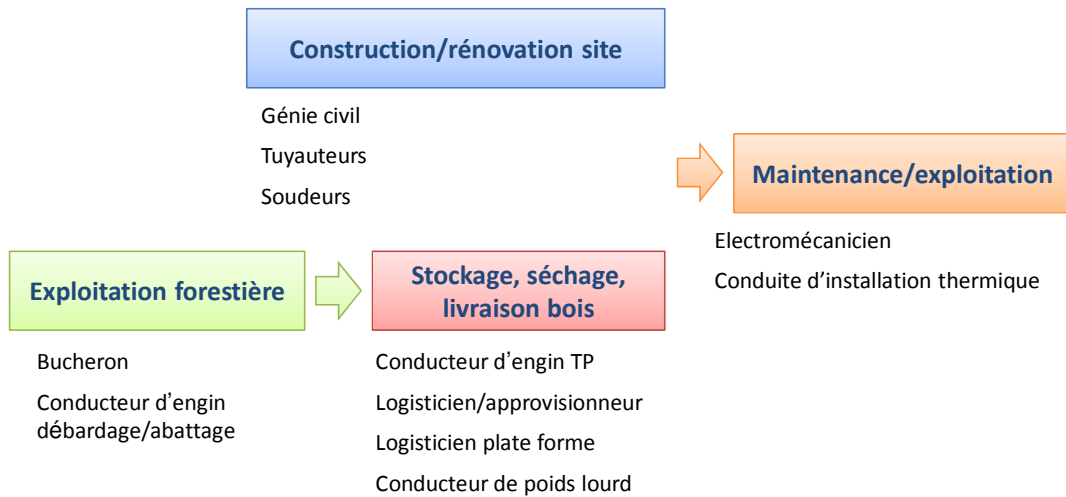 Construction/rénovation site
Génie civil
Tuyauteurs
Soudeurs
Maintenance/exploitation
Electromécanicien
Conduite d’installation thermique
Exploitation forestière
Bucheron
Conducteur d’engin
débardage/abattage
Stockage, séchage,
livraison bois
Conducteur d’engin TP
Logisticien/approvisionneur
Logisticien plate forme
Conducteur de poids lourd